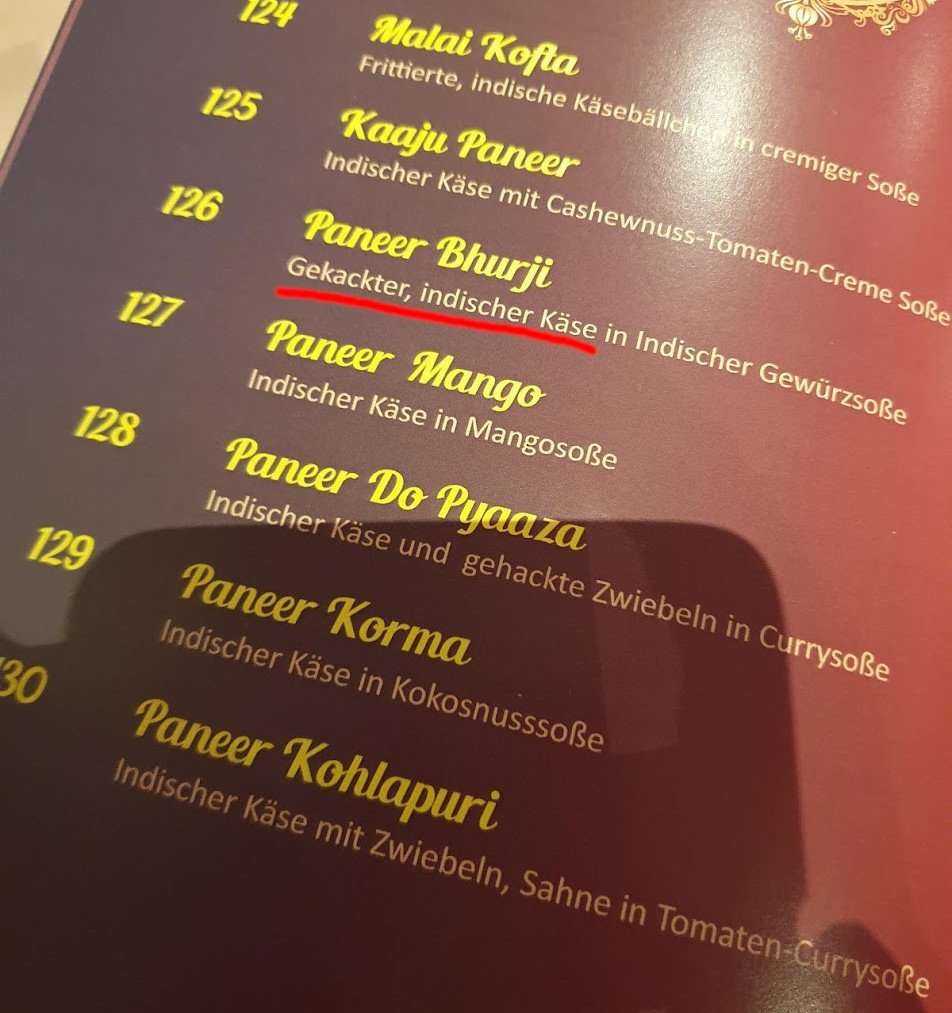 124 Malai Kofta
Frittierte, indische Käsebällchen in cremiger Soße
125 Kaaju Paneer
Indischer Käse mit Cashewnuss-Tomaten-Creme Soße
126 Paneer Bhurji
Gekackter, indischer Käse in Indischer Gewürzsoße
127 Paneer Mango
Indischer Käse in Mangosoße
128 Paneer Do Pyaaza
Indischer Käse und gehackte Zwiebeln in Currysoße
129 Paneer Korma
Indischer Käse in Kokosnusssoße
130 Paneer Kohlapuri
Indischer Käse mit Zwiebeln, Sahne in Tomaten-Currysoße